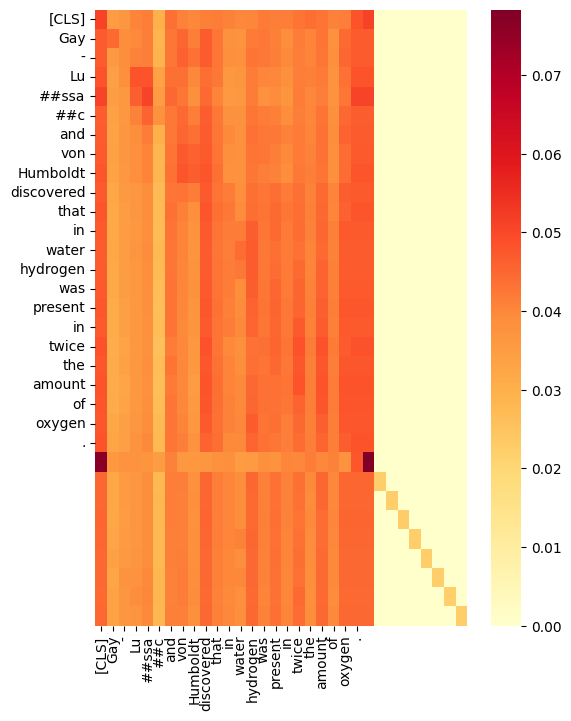 [CLS]
Gay
-
Lu
##ssa
##c
and
von
Humboldt
discovered
that
in
water
hydrogen
was
present
in
twice
the
amount
of
oxygen
.
0.07
0.06
0.05
0.04
0.03
0.02
0.01
0.00
[CLS]
Gay
-
Lu
##ssa
##c
and
von
Humboldt
discovered
that
in
water
hydrogen
was
present
in
twice
the
amount
of
oxygen
.